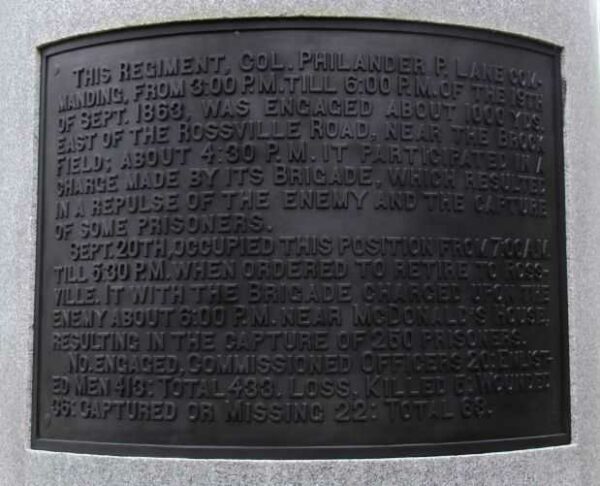 THIS REGIMENT, COL. PHILANDER P. LANE COM-
MANDING, FROM 3:00 P.M. TILL 6:00 P.M. OF THE 19TH
OF SEPT. 1863, WAS ENGAGED ABOUT 1000 YDS.
EAST OF THE ROSSVILLE ROAD, NEAR THE BROCK
FIELD; ABOUT 4:30 P.M. IT PARTICIPATED IN A
CHARGE MADE BY ITS BRIGADE, WHICH RESULTED
IN A REPULSE OF THE ENEMY AND THE CAPTURE
OF SOME PRISONERS.
SEPT. 20TH, OCCUPIED THIS POSITION FROM 7:00 A.M.
TILL 5:30 P.M. WHEN ORDERED TO RETIRE TO ROSS-
VILLE. IT WITH THE BRIGADE, CHARGED UPON THE
ENEMY ABOUT 6:00 P.M. NEAR MCDONALD'S HOUSE,
RESULTING IN THE CAPTURE OF 250 PRISONERS.
NO. ENGAGED, COMMISSIONED OFFICERS 20: ENLIST-
ED MEN 413: TOTAL 433. LOSS, KILLED 5: WOUNDED
36: CAPTURED OR MISSING 22: TOTAL 63.